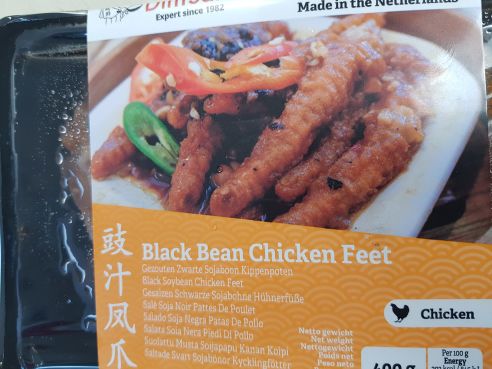 Expert since 1982
Made in the Netherlands
豉汁凤爪
Black Bean Chicken Feet
Gezouten Zwarte Sojaboon Kippenpoten
Black Soybean Chicken Feet
Gesalzen Schwarze Sojabohne Hühnerfüße
Salé Soja Noir Pattes De Poulet
Salado Soja Negra Patas De Pollo
Salata Soia Nera Piedi Di Pollo
Suolattu Musta Soijapapu Kanan Kolpi
Saltade Svart Sojabönor Kycklingfötter
Netto gewicht
Net weight
Nettogewicht
Poids net
Peso neto
Chicken
400 g
Per 100 g
Energy